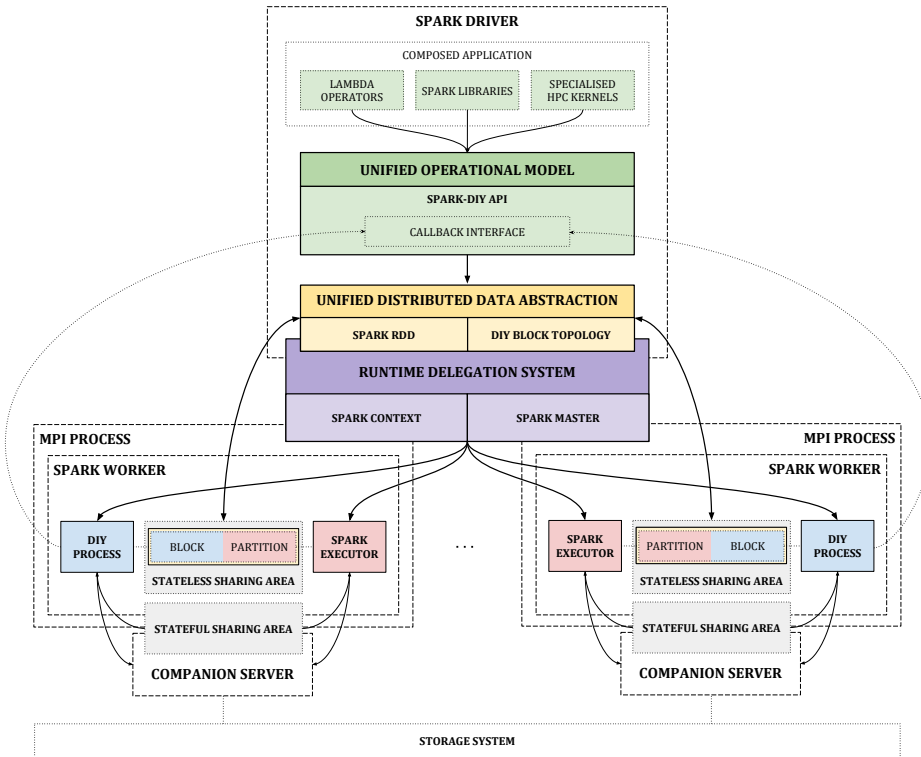 SPARK DRIVER
COMPOSED APPLICATION
LAMBDA
OPERATORS
SPARK LIBRARIES
SPECIALISED
HPC KERNELS
UNIFIED OPERATIONAL MODEL
SPARK-DIY API
CALLBACK INTERFACE
UNIFIED DISTRIBUTED DATA ABSTRACTION
SPARK RDD
DIY BLOCK TOPOLOGY
RUNTIME DELEGATION SYSTEM
SPARK CONTEXT
SPARK MASTER
MPI PROCESS
SPARK WORKER
DIY
PROCESS
BLOCK
PARTITION
STATELESS SHARING AREA
SPARK
EXECUTOR
STATEFUL SHARING AREA
COMPANION SERVER
...
MPI PROCESS
SPARK WORKER
SPARK
EXECUTOR
PARTITION
BLOCK
STATELESS SHARING AREA
DIY
PROCESS
STATEFUL SHARING AREA
COMPANION SERVER
STORAGE SYSTEM